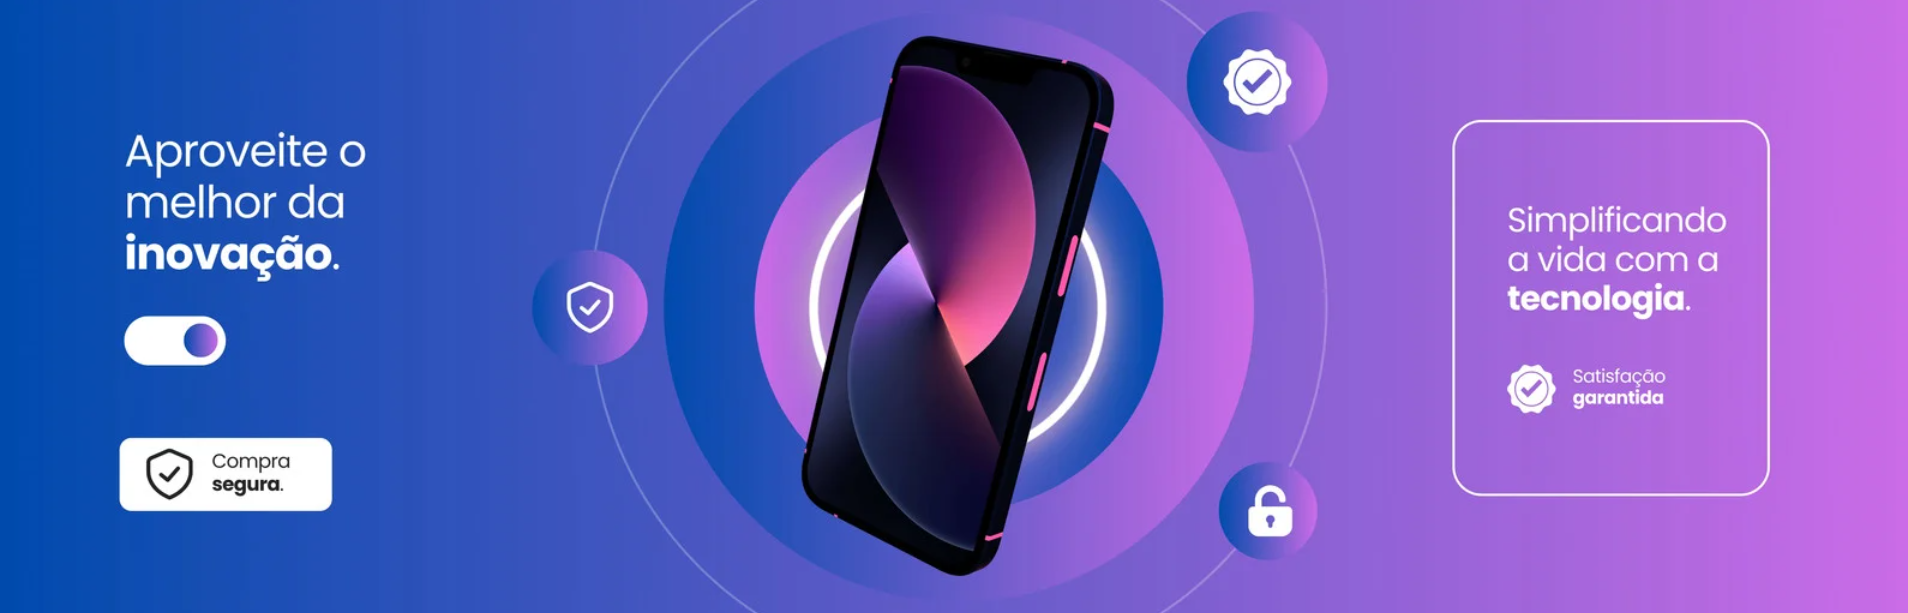 Aproveite o
melhor da
inovação.
Compra
segura.
Simplificando
a vida com a
tecnologia.
Satisfação
garantida